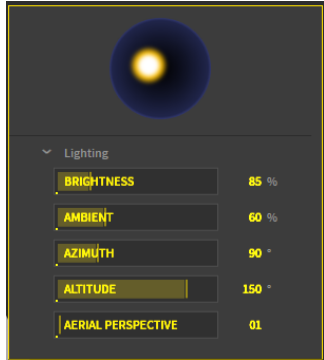 Lighting
BRIGHTNESS 85 %
AMBIENT 60 %
AZIMUTH 90 °
ALTITUDE 150 °
AERIAL PERSPECTIVE 01